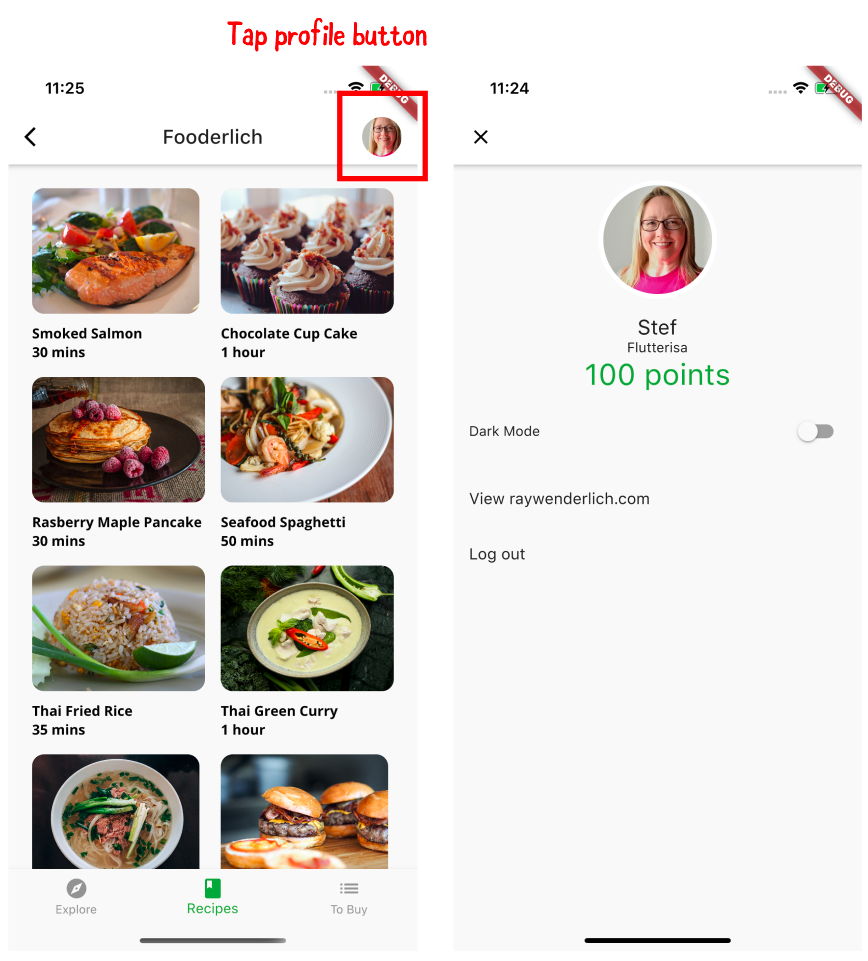 Tap profile button
11:25
DEBUG
Fooderlich
Smoked Salmon
30 mins
Chocolate Cup Cake
1 hour
Rasberry Maple Pancake
30 mins
Seafood Spaghetti
50 mins
Thai Fried Rice
35 mins
Thai Green Curry
1 hour
Explore
Recipes
To Buy
11:24
DEBUG
Stef
Flutterisa
100 points
Dark Mode
View raywenderlich.com
Log out